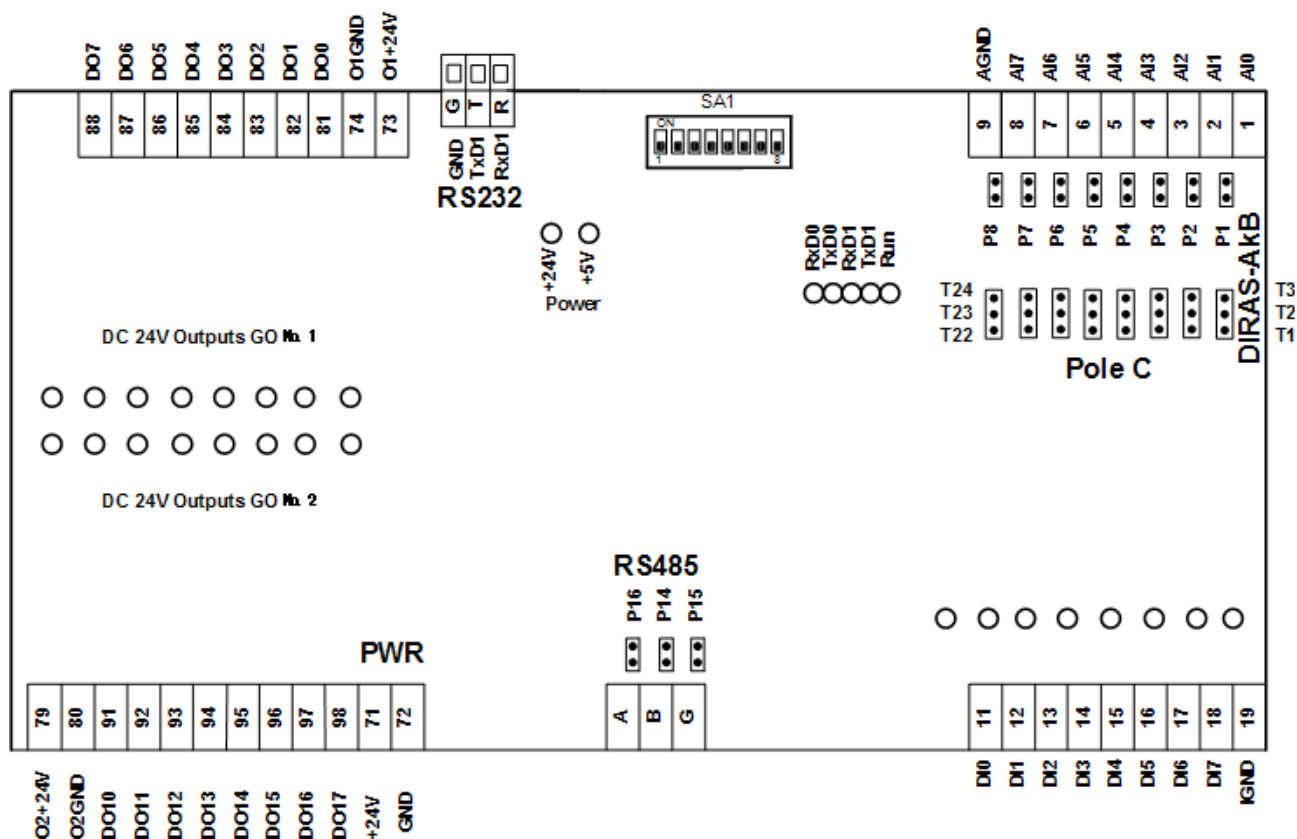 DO7 DO6 DO5 DO4 DO3 DO2 DO1 DO0 O1GND O1+24V
88 87 86 85 84 83 82 81 74 73
G T R
GND TxD1 RxD1
RS232
SA1
ON
1 8
AGND AI7 AI6 AI5 AI4 AI3 AI2 AI1 AI0
9 8 7 6 5 4 3 2 1
P8 P7 P6 P5 P4 P3 P2 P1
DIRAS-AkB
+24V +5V
Power
RxD0 TxD0 RxD1 TxD1 Run
T24 T3
T23 T2
T22 T1
Pole C
DC 24V Outputs GO №. 1
DC 24V Outputs GO №. 2
RS485
P16 P14 P15
PWR
79 80 91 92 93 94 95 96 97 98 71 72
A B G
11 12 13 14 15 16 17 18 19
O2+24V O2GND DO10 DO11 DO12 DO13 DO14 DO15 DO16 DO17 +24V GND
DI0 DI1 DI2 DI3 DI4 DI5 DI6 DI7 IGND